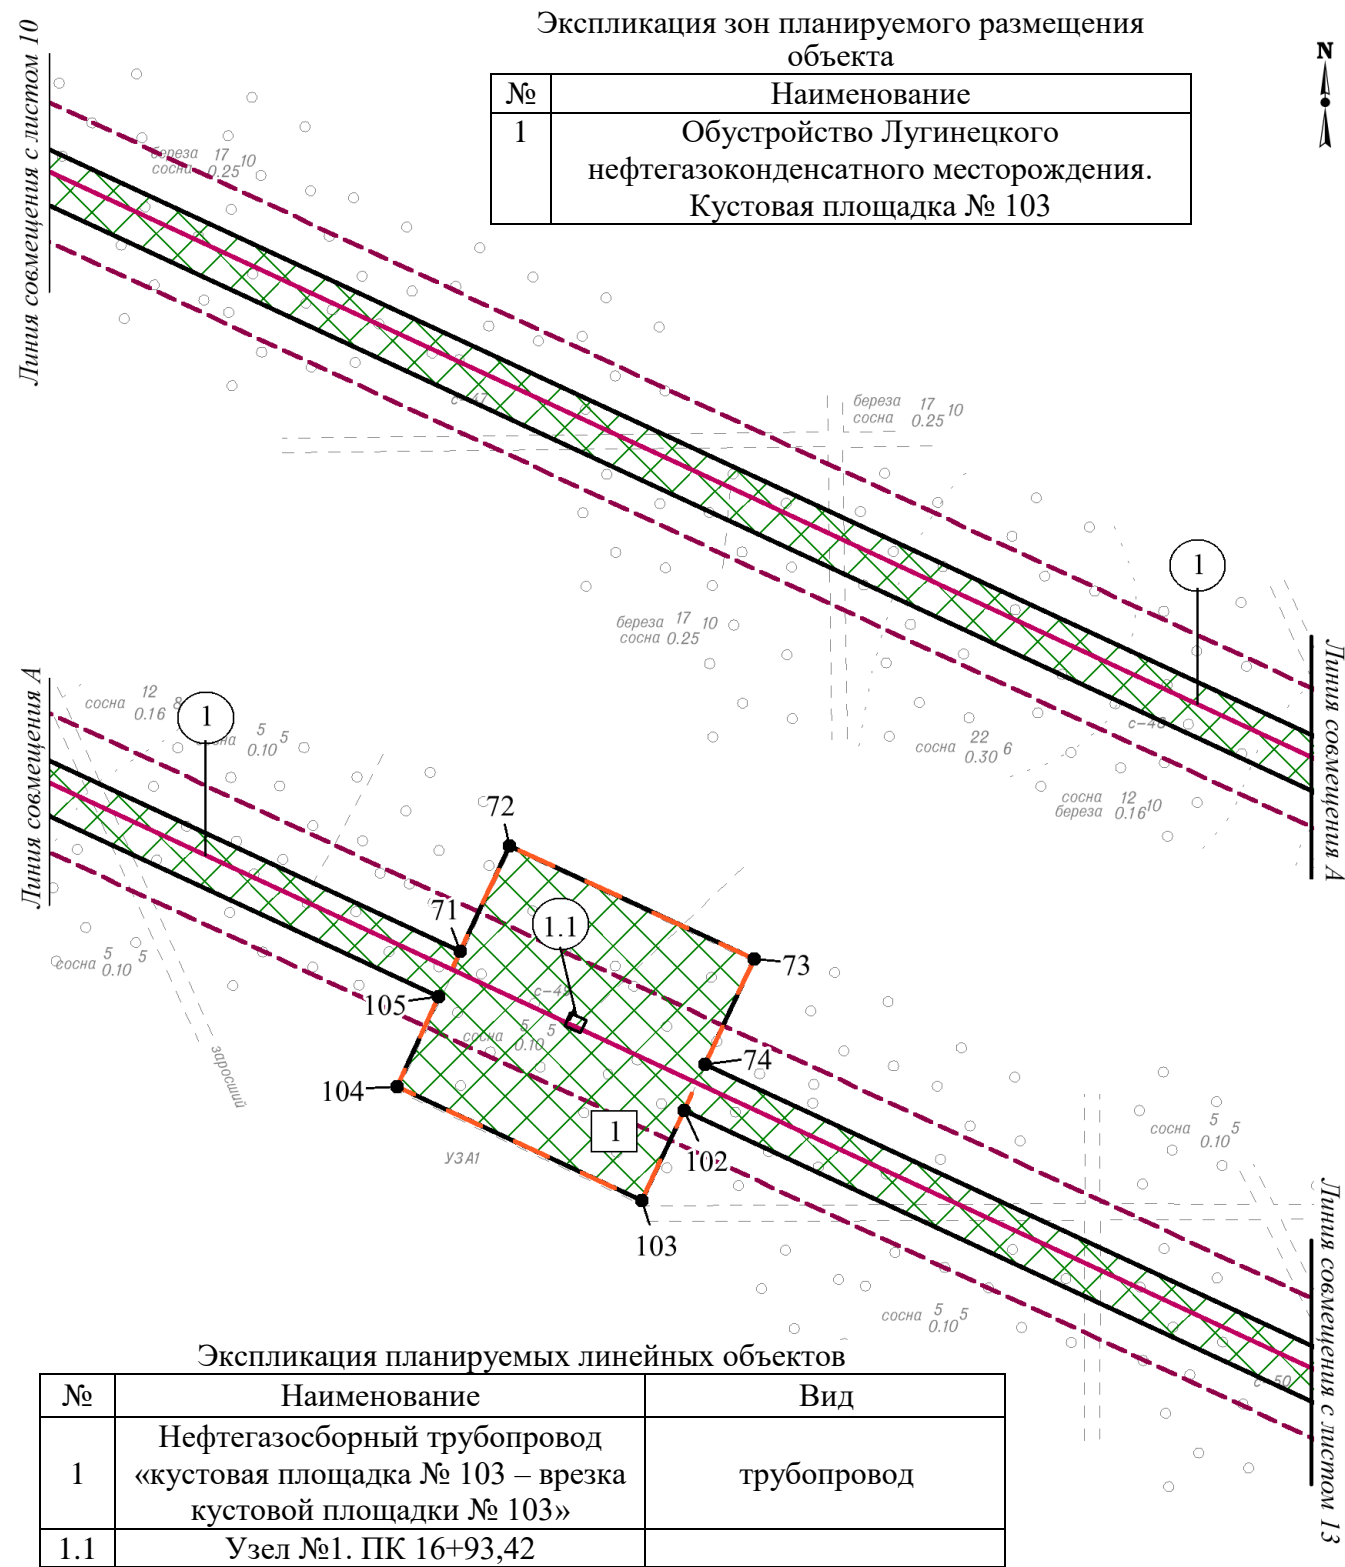 Экспликация зон планируемого размещения
объекта
№ Наименование
1 Обустройство Лугинецкого
нефтегазоконденсатного месторождения.
Кустовая площадка № 103
N
Линия совмещения с листом 10
береза 17 10
сосна 0.25
с-47
береза 17 10
сосна 0.25
1
береза 17 10
сосна 0.25
с-48
сосна 22 6
0.30
сосна 12 10
береза 0.16
Линия совмещения А
Линия совмещения А
сосна 12 8
0.16
1
сосна 5 5
0.10
72
71
1.1
73
сосна 5 5
0.10
с-49
105
сосна 5 5
0.10
74
заросший
104
1
102
УЗА1
103
сосна 5 5
0.10
сосна 5 5
0.10
с-50
Линия совмещения с листом 13
Экспликация планируемых линейных объектов
№ Наименование Вид
1 Нефтегазосборный трубопровод
«кустовая площадка № 103 – врезка
кустовой площадки № 103» трубопровод
1.1 Узел №1. ПК 16+93,42